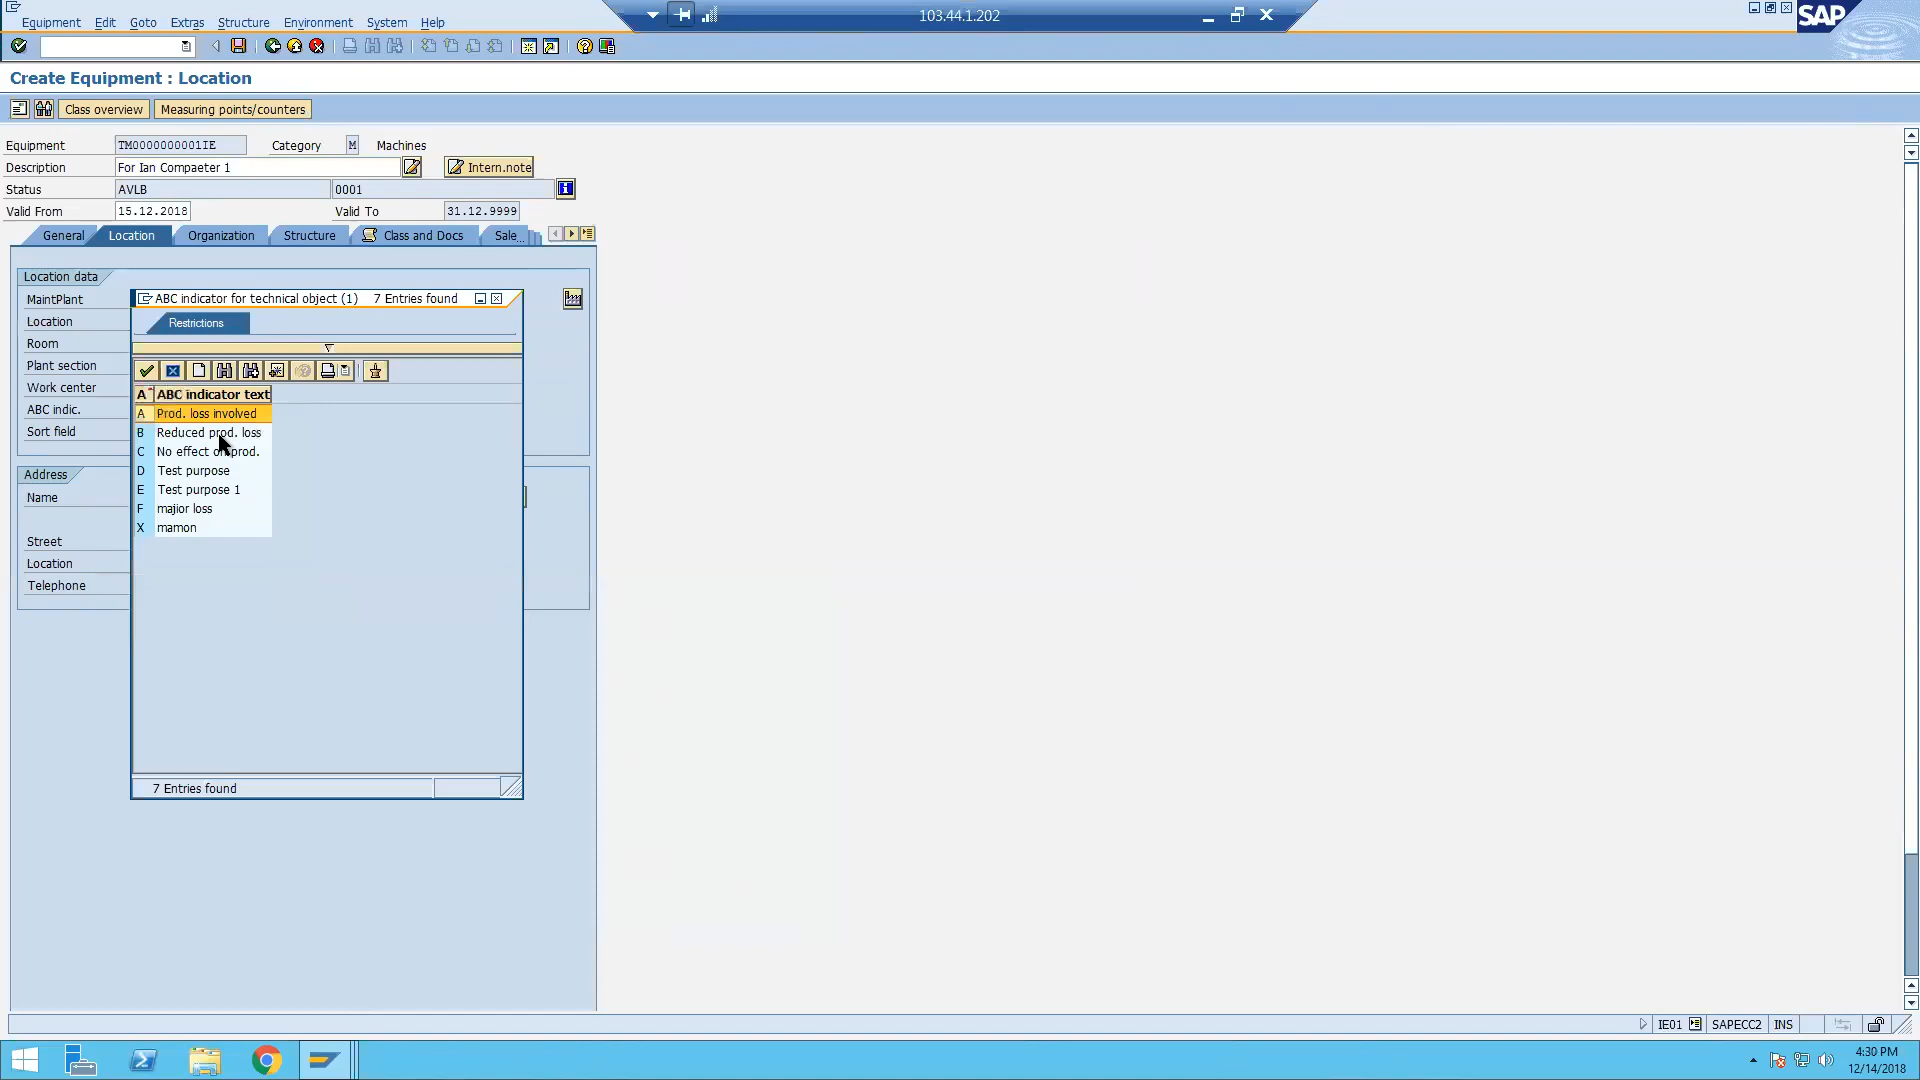 Equipment Edit Goto Extras Structure Environment System Help
103.44.1.202
SAP
Create Equipment : Location
Class overview Measuring points/counters
Equipment TM0000000001IE Category M Machines
Description For Ian Compaeter 1 Intern.note
Status AVLB 0001
Valid From 15.12.2018 Valid To 31.12.9999
General Location Organization Structure Class and Docs Sale...
Location data
MaintPlant
Location
Room
Plant section
Work center
ABC indic.
Sort field
Address
Name
Street
Location
Telephone
ABC indicator for technical object (1) 7 Entries found
Restrictions
A ABC indicator text
A Prod. loss involved
B Reduced prod. loss
C No effect on prod.
D Test purpose
E Test purpose 1
F majior loss
X mamon
7 Entries found
IE01 SAPECC2 INS
4:30 PM
12/14/2018